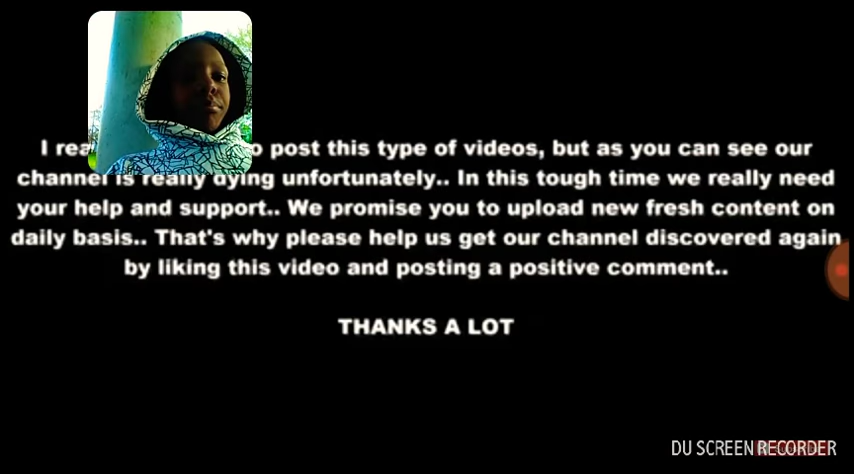 I rea o post this type of videos, but as you can see our
channel is really dying unfortunately.. In this tough time we really need
your help and support.. We promise you to upload new fresh content on
daily basis.. That's why please help us get our channel discovered again
by liking this video and posting a positive comment..
THANKS A LOT
DU SCREEN RECORDER